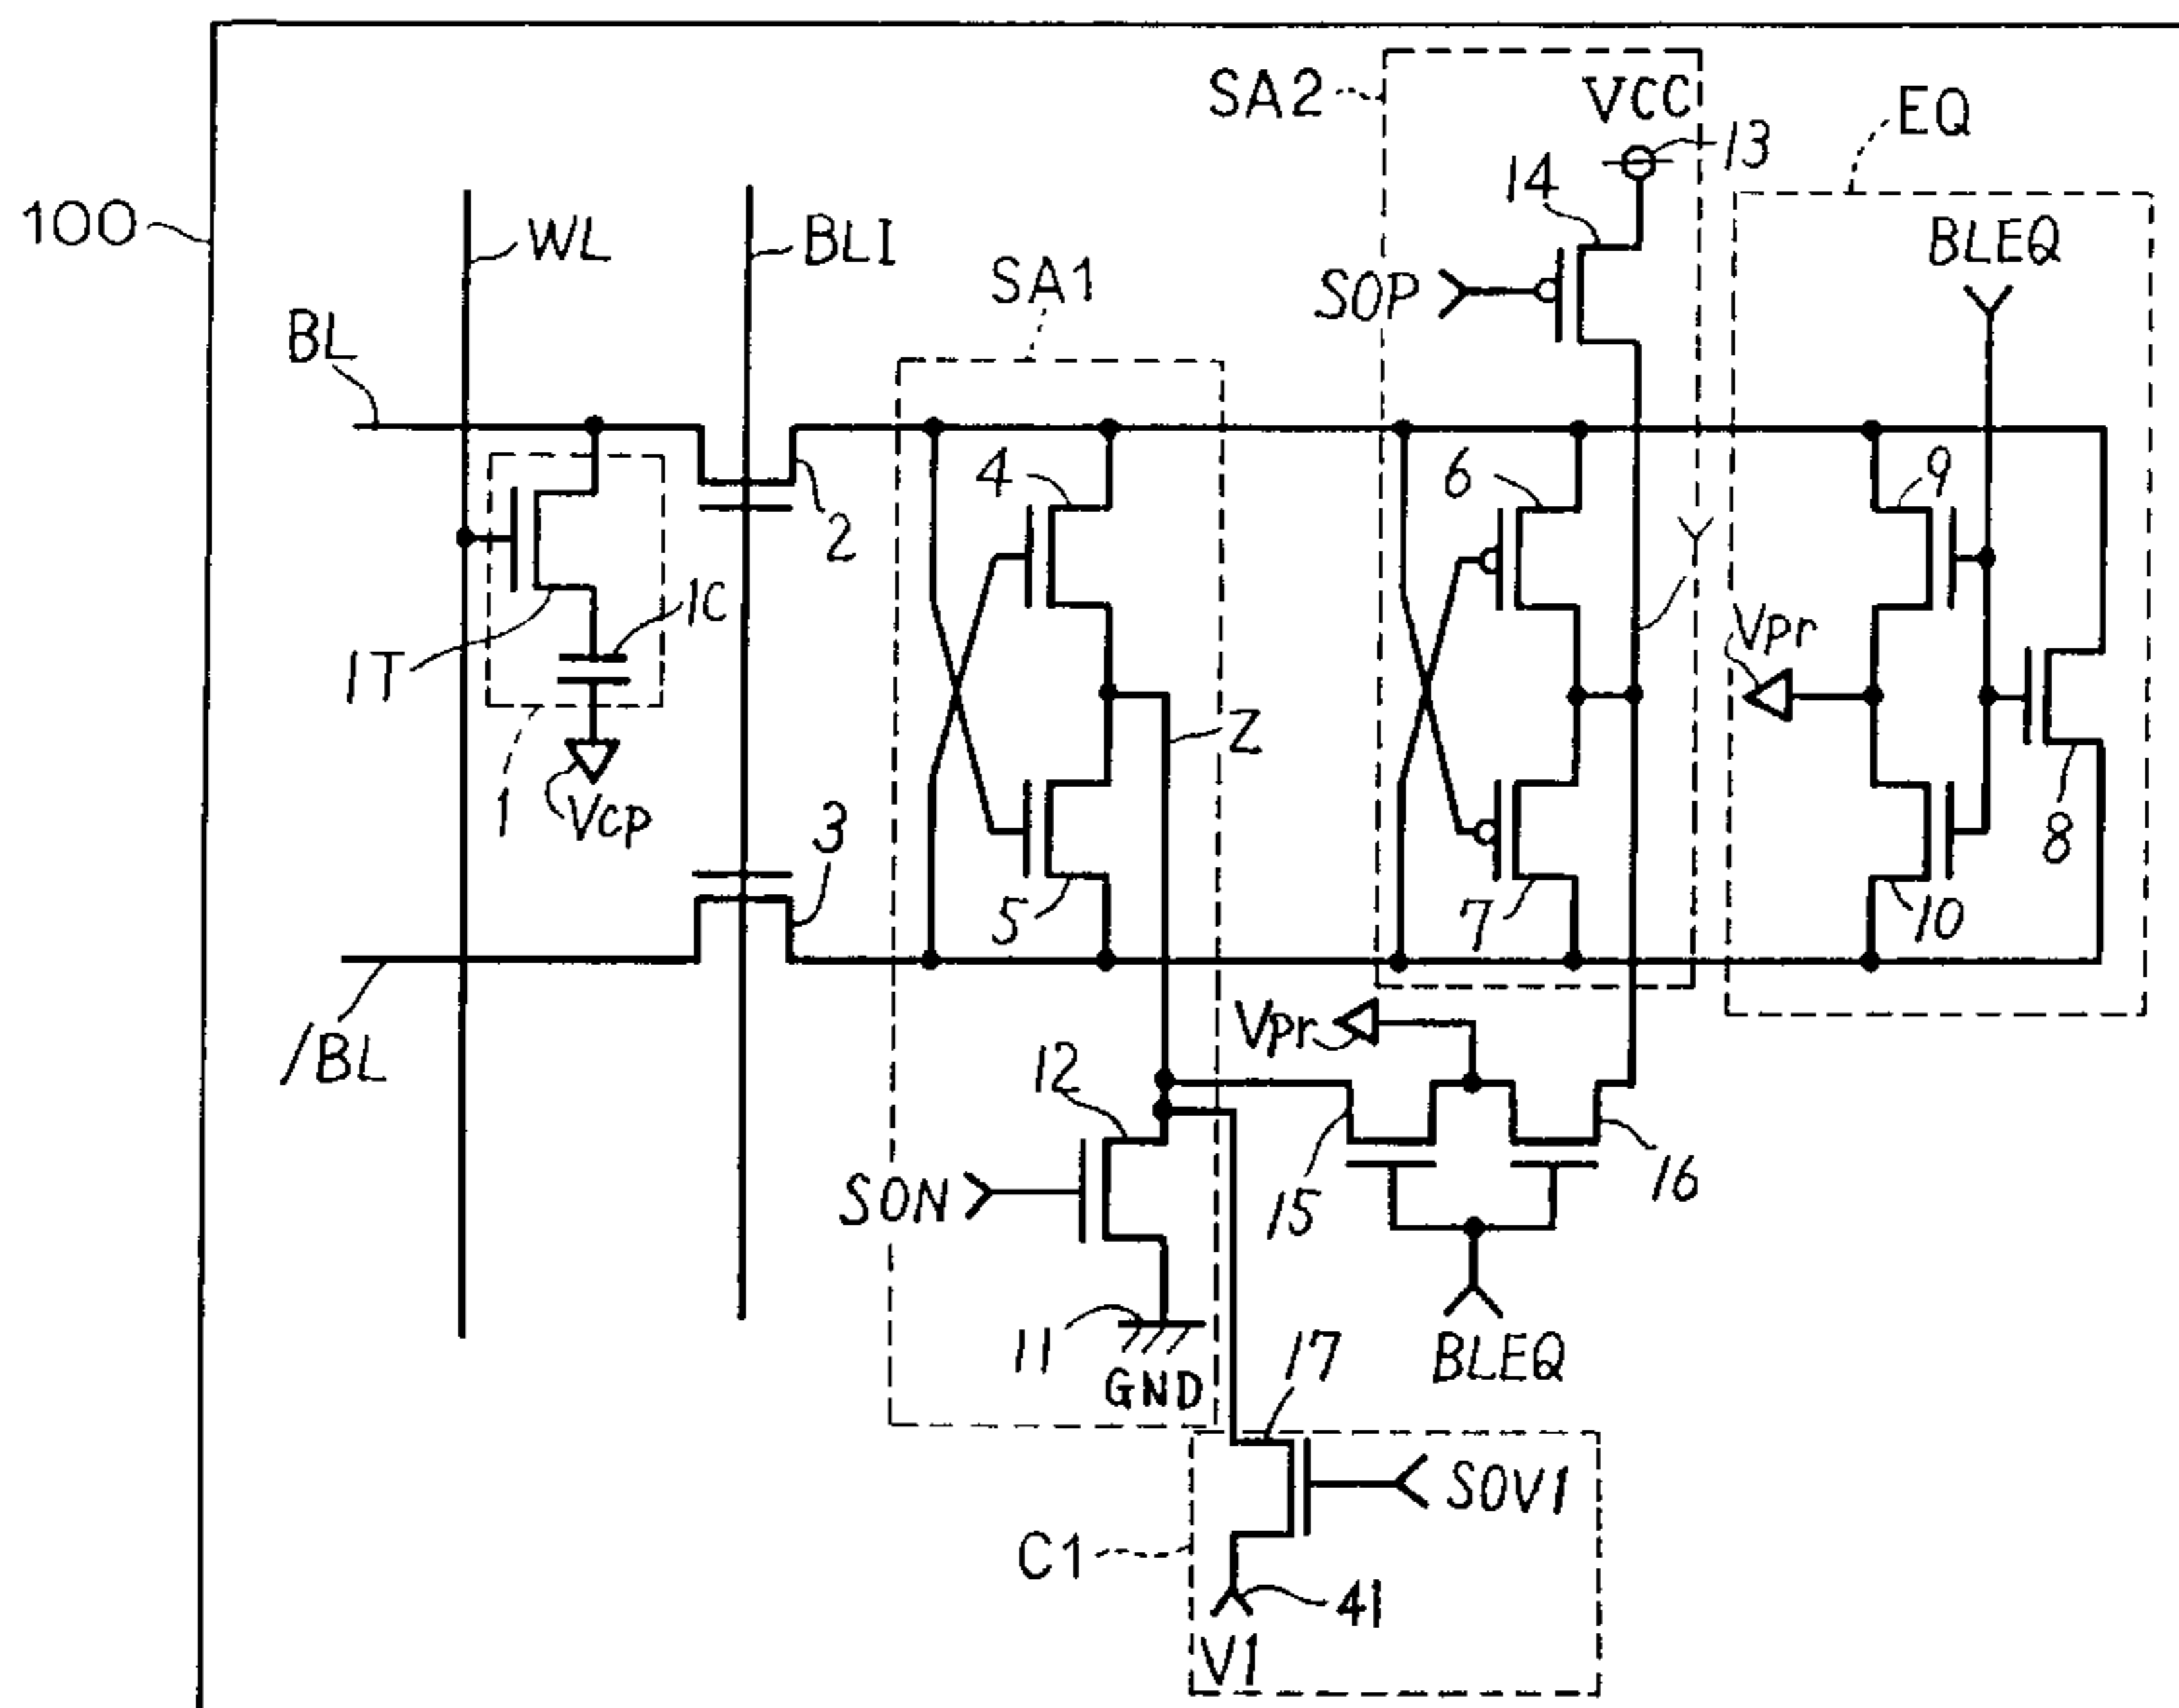 SA2
VCC
EQ
13
14
100
WL
BLI
BLEQ
SA1
SOP
BL
4
6
9
2
1C
Vpr
1T
Z
Y
1
Vcp
3
8
5
7
10
Vpr
/BL
12
SON
15
16
11
17
BLEQ
GND
SOV1
C1
41
V1